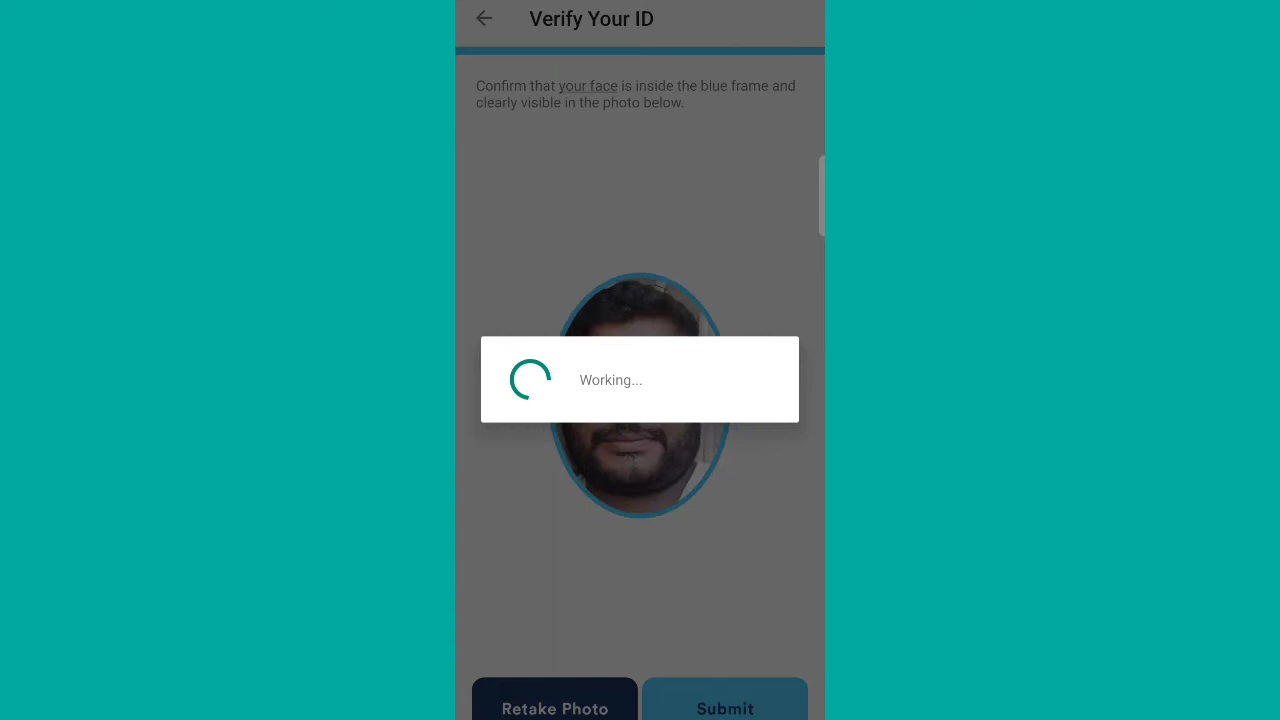 Verify Your ID
Confirm that your face is inside the blue frame and
clearly visible in the photo below.
Working...
Retake Photo
Submit